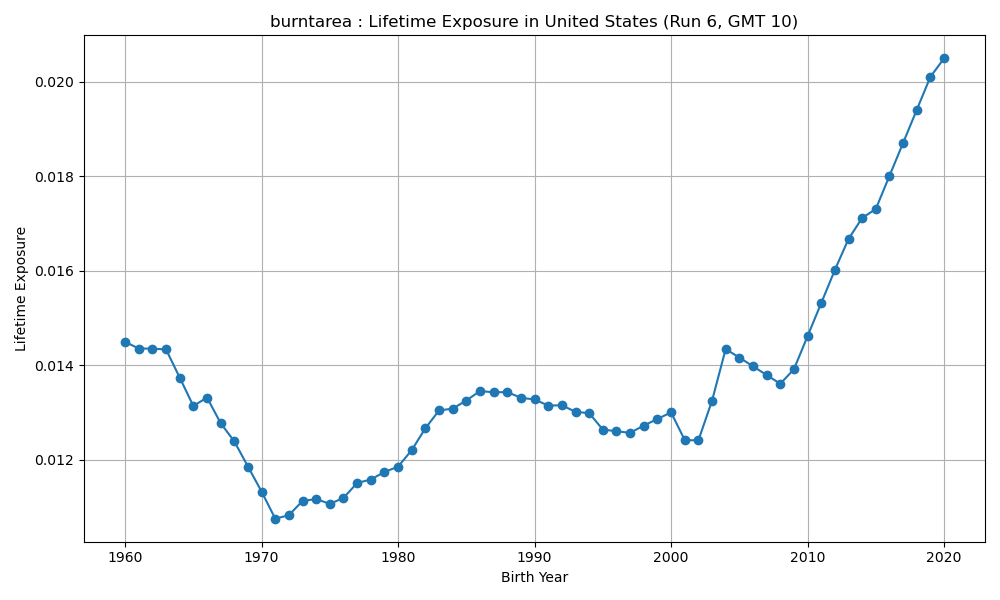 burntarea : Lifetime Exposure in United States (Run 6, GMT 10)
0.020
0.018
0.016
0.014
0.012
Lifetime Exposure
1960 1970 1980 1990 2000 2010 2020
Birth Year